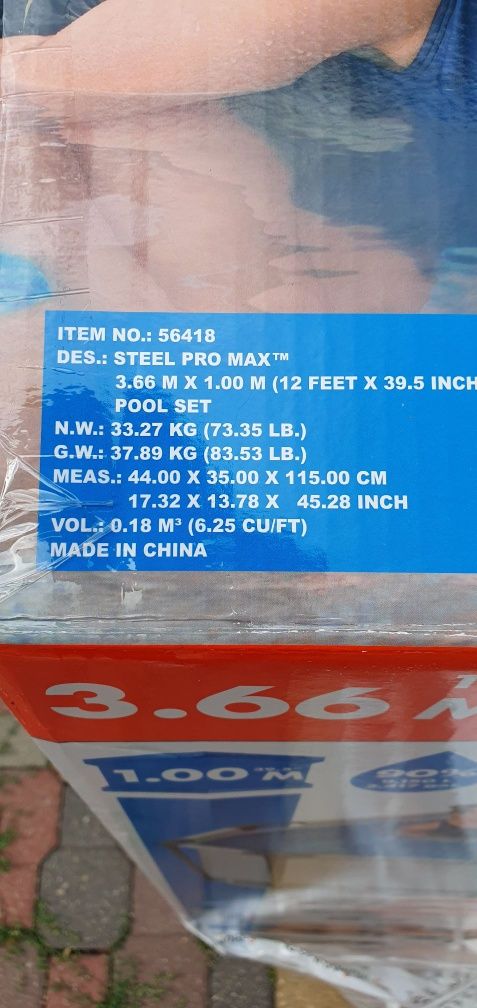 ITEM NO.: 56418
DES.: STEEL PRO MAX™
3.66 M X 1.00 M (12 FEET X 39.5 INCH
POOL SET
N.W.: 33.27 KG (73.35 LB.)
G.W.: 37.89 KG (83.53 LB.)
MEAS.: 44.00 X 35.00 X 115.00 CM
17.32 X 13.78 X 45.28 INCH
VOL.: 0.18 M³ (6.25 CU/FT)
MADE IN CHINA
3.66 M
1.00 M
90%